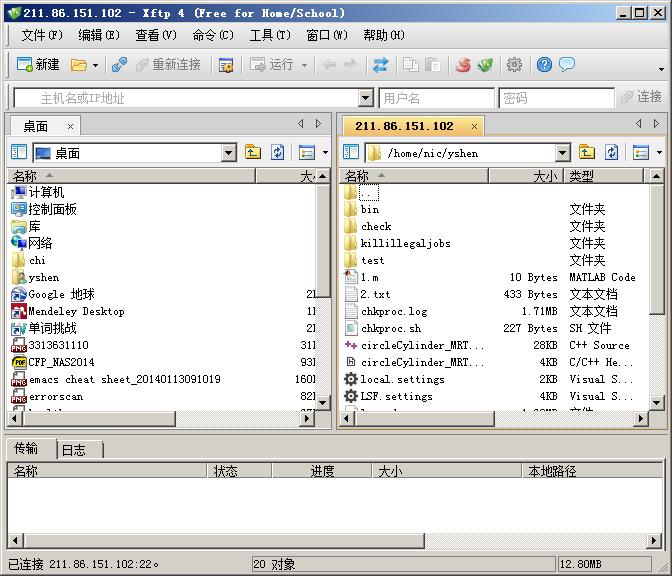 211.86.151.102 - Xftp 4 (Free for Home/School)
文件(F) 编辑(E) 查看(V) 命令(C) 工具(T) 窗口(W) 帮助(H)
新建 重新连接 运行
主机名或IP地址 用户名 密码 连接
桌面 × 211.86.151.102 ×
桌面 /home/nic/yshen
名称 大小 名称 大小 类型
计算机
控制面板
库
网络
chi
yshen
Google 地球
Mendeley Desktop
单词挑战
3313631110
CFP_NAS2014
emacs cheat sheet_20140113091019 160
errorscan
..
bin 文件夹
check 文件夹
killillegaljobs 文件夹
test 文件夹
1.m 10 Bytes MATLAB Code
2.txt 433 Bytes 文本文档
chkproc.log 1.71MB 文本文档
chkproc.sh 227 Bytes SH 文件
circleCylinder_MRT... 28KB C++ Source
circleCylinder_MRT... 4KB C/C++ He...
local.settings 2KB Visual S...
LSF.settings 4KB Visual S...
传输 日志
名称 状态 进度 大小 本地路径
已连接 211.86.151.102:22。 20 对象 12.80MB